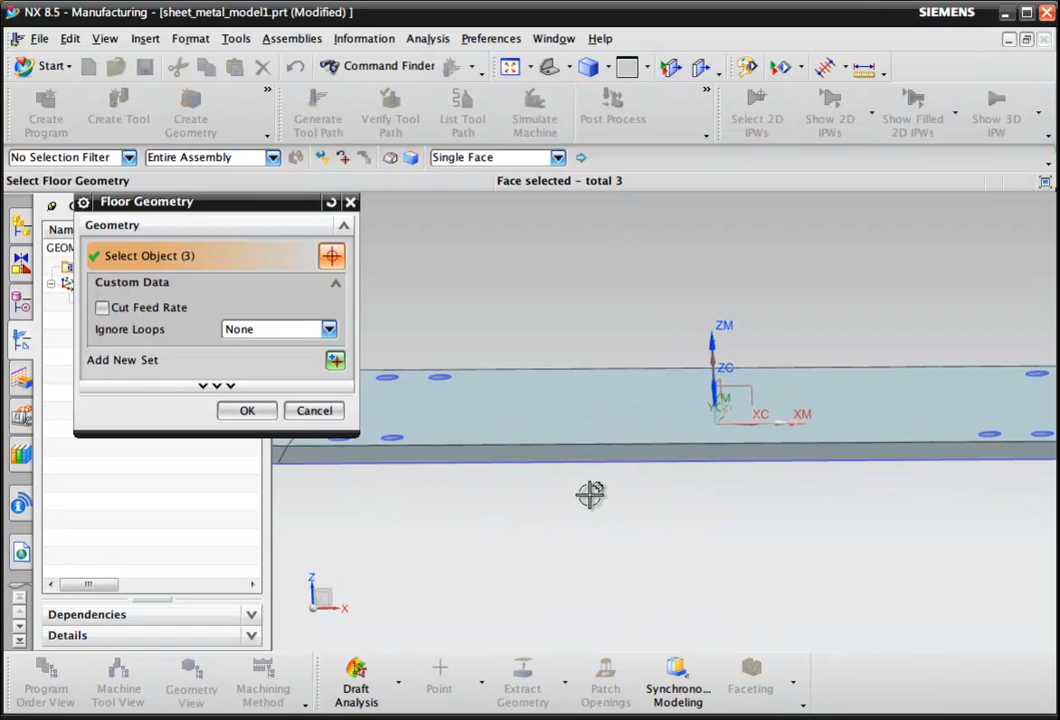 NX 8.5 - Manufacturing - [sheet_metal_model1.prt (Modified) ]
SIEMENS
File Edit View Insert Format Tools Assemblies Information Analysis Preferences Window Help
Start
Command Finder
Create Program
Create Tool
Create Geometry
Generate Tool Path
Verify Tool Path
List Tool Path
Simulate Machine
Post Process
Select 2D IPWs
Show 2D IPWs
Show Filled 2D IPWs
Show 3D IPW
No Selection Filter
Entire Assembly
Single Face
Select Floor Geometry
Face selected - total 3
Floor Geometry
Geometry
Select Object (3)
Custom Data
Cut Feed Rate
Ignore Loops
None
Add New Set
OK
Cancel
Nam
GEOM
ZM
ZC
XC
XM
Z
X
Dependencies
Details
Program Order View
Machine Tool View
Geometry View
Machining Method
Draft Analysis
Point
Extract Geometry
Patch Openings
Synchrono... Modeling
Faceting